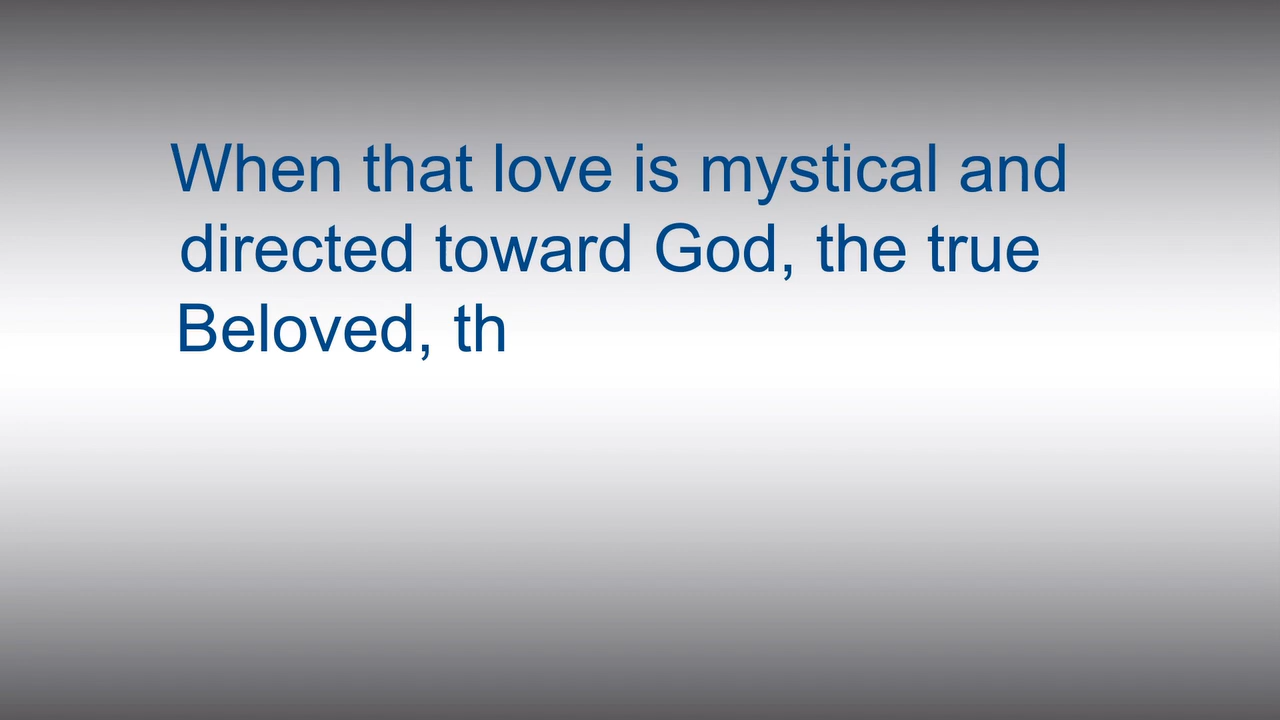 When that love is mystical and
directed toward God, the true
Beloved, th